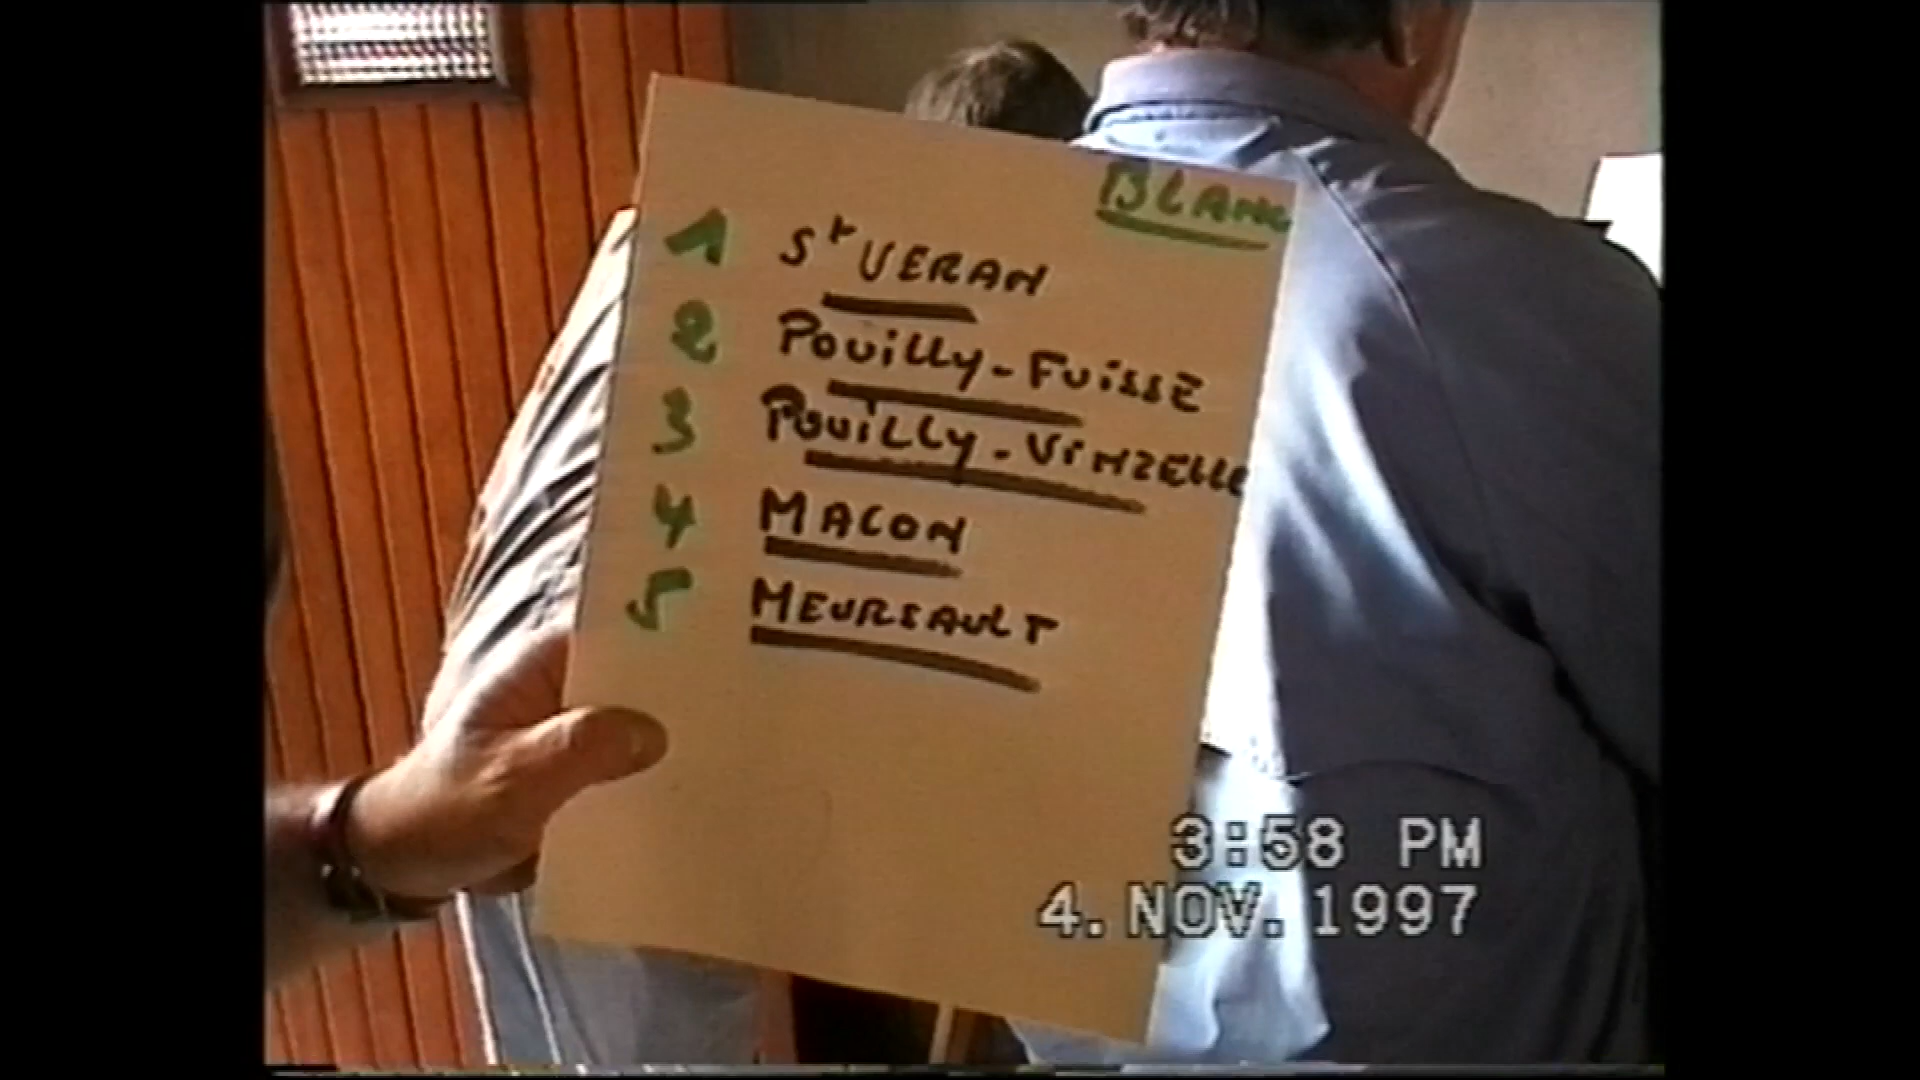 BLANC
1 St VERAN
2 Pouilly-Fuissé
3 Pouilly-Vinzelle
4 MACON
5 MEURSAULT
3:58 PM
4. NOV. 1997